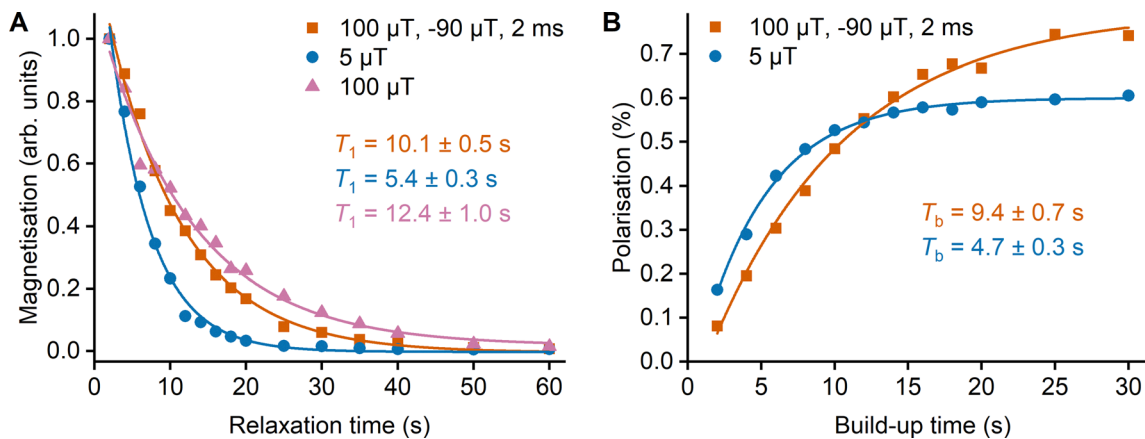 A
100 µT, -90 µT, 2 ms
5 µT
100 µT
T1 = 10.1 ± 0.5 s
T1 = 5.4 ± 0.3 s
T1 = 12.4 ± 1.0 s
Magnetisation (arb. units)
1.0
0.8
0.6
0.4
0.2
0.0
0 10 20 30 40 50 60
Relaxation time (s)
B
100 µT, -90 µT, 2 ms
5 µT
Tb = 9.4 ± 0.7 s
Tb = 4.7 ± 0.3 s
Polarisation (%)
0.7
0.6
0.5
0.4
0.3
0.2
0.1
0.0
0 5 10 15 20 25 30
Build-up time (s)